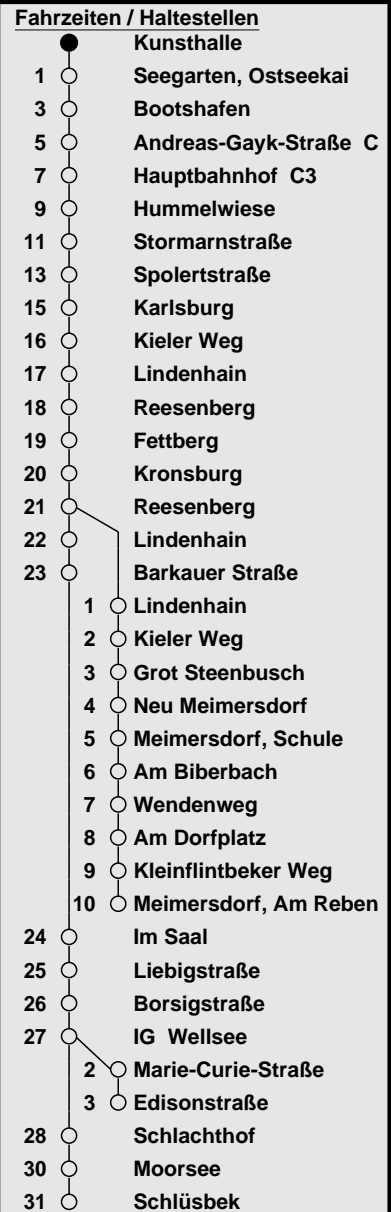 Fahrzeiten / Haltestellen
Kunsthalle
1 Seegarten, Ostseekai
3 Bootshafen
5 Andreas-Gayk-Straße C
7 Hauptbahnhof C3
9 Hummelwiese
11 Stormarnstraße
13 Spolertstraße
15 Karlsburg
16 Kieler Weg
17 Lindenhain
18 Reesenberg
19 Fettberg
20 Kronsburg
21 Reesenberg
22 Lindenhain
23 Barkauer Straße
1 Lindenhain
2 Kieler Weg
3 Grot Steenbusch
4 Neu Meimersdorf
5 Meimersdorf, Schule
6 Am Biberbach
7 Wendenweg
8 Am Dorfplatz
9 Kleinflintbeker Weg
10 Meimersdorf, Am Reben
24 Im Saal
25 Liebigstraße
26 Borsigstraße
27 IG Wellsee
2 Marie-Curie-Straße
3 Edisonstraße
28 Schlachthof
30 Moorsee
31 Schlüsbek